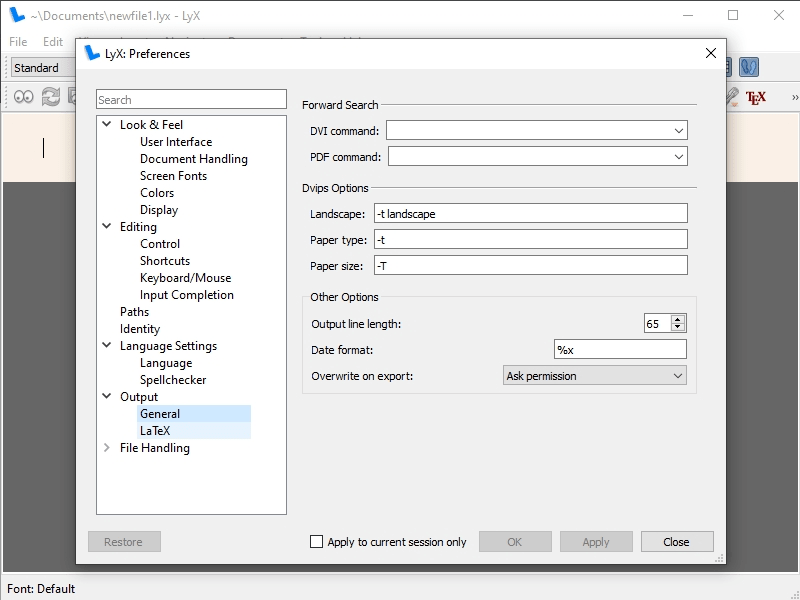 ~\Documents\newfile1.lyx - LyX
File Edit
LyX: Preferences
Standard
TEX
Search
Look & Feel
User Interface
Document Handling
Screen Fonts
Colors
Display
Editing
Control
Shortcuts
Keyboard/Mouse
Input Completion
Paths
Identity
Language Settings
Language
Spellchecker
Output
General
LaTeX
File Handling
Forward Search
DVI command:
PDF command:
Dvips Options
Landscape: -t landscape
Paper type: -t
Paper size: -T
Other Options
Output line length: 65
Date format: %x
Overwrite on export: Ask permission
Restore
Apply to current session only
OK
Apply
Close
Font: Default